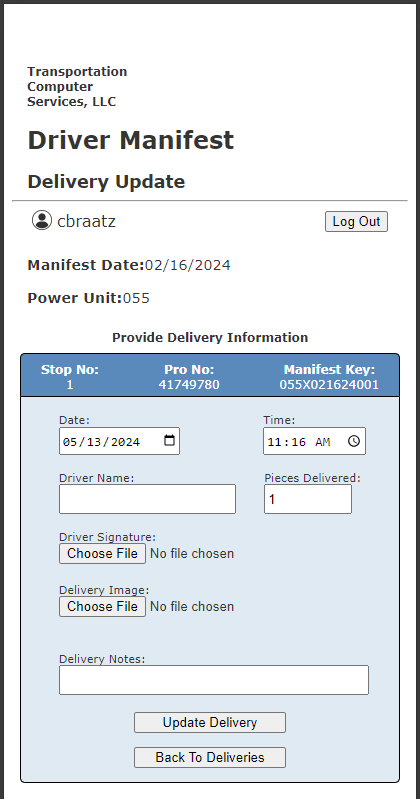 Transportation
Computer
Services, LLC
Driver Manifest
Delivery Update
cbraatz Log Out
Manifest Date:02/16/2024
Power Unit:055
Provide Delivery Information
Stop No: Pro No: Manifest Key:
1 41749780 055X021624001
Date: Time:
05/13/2024 11:16 AM
Driver Name: Pieces Delivered:
1
Driver Signature:
Choose File No file chosen
Delivery Image:
Choose File No file chosen
Delivery Notes:
Update Delivery
Back To Deliveries